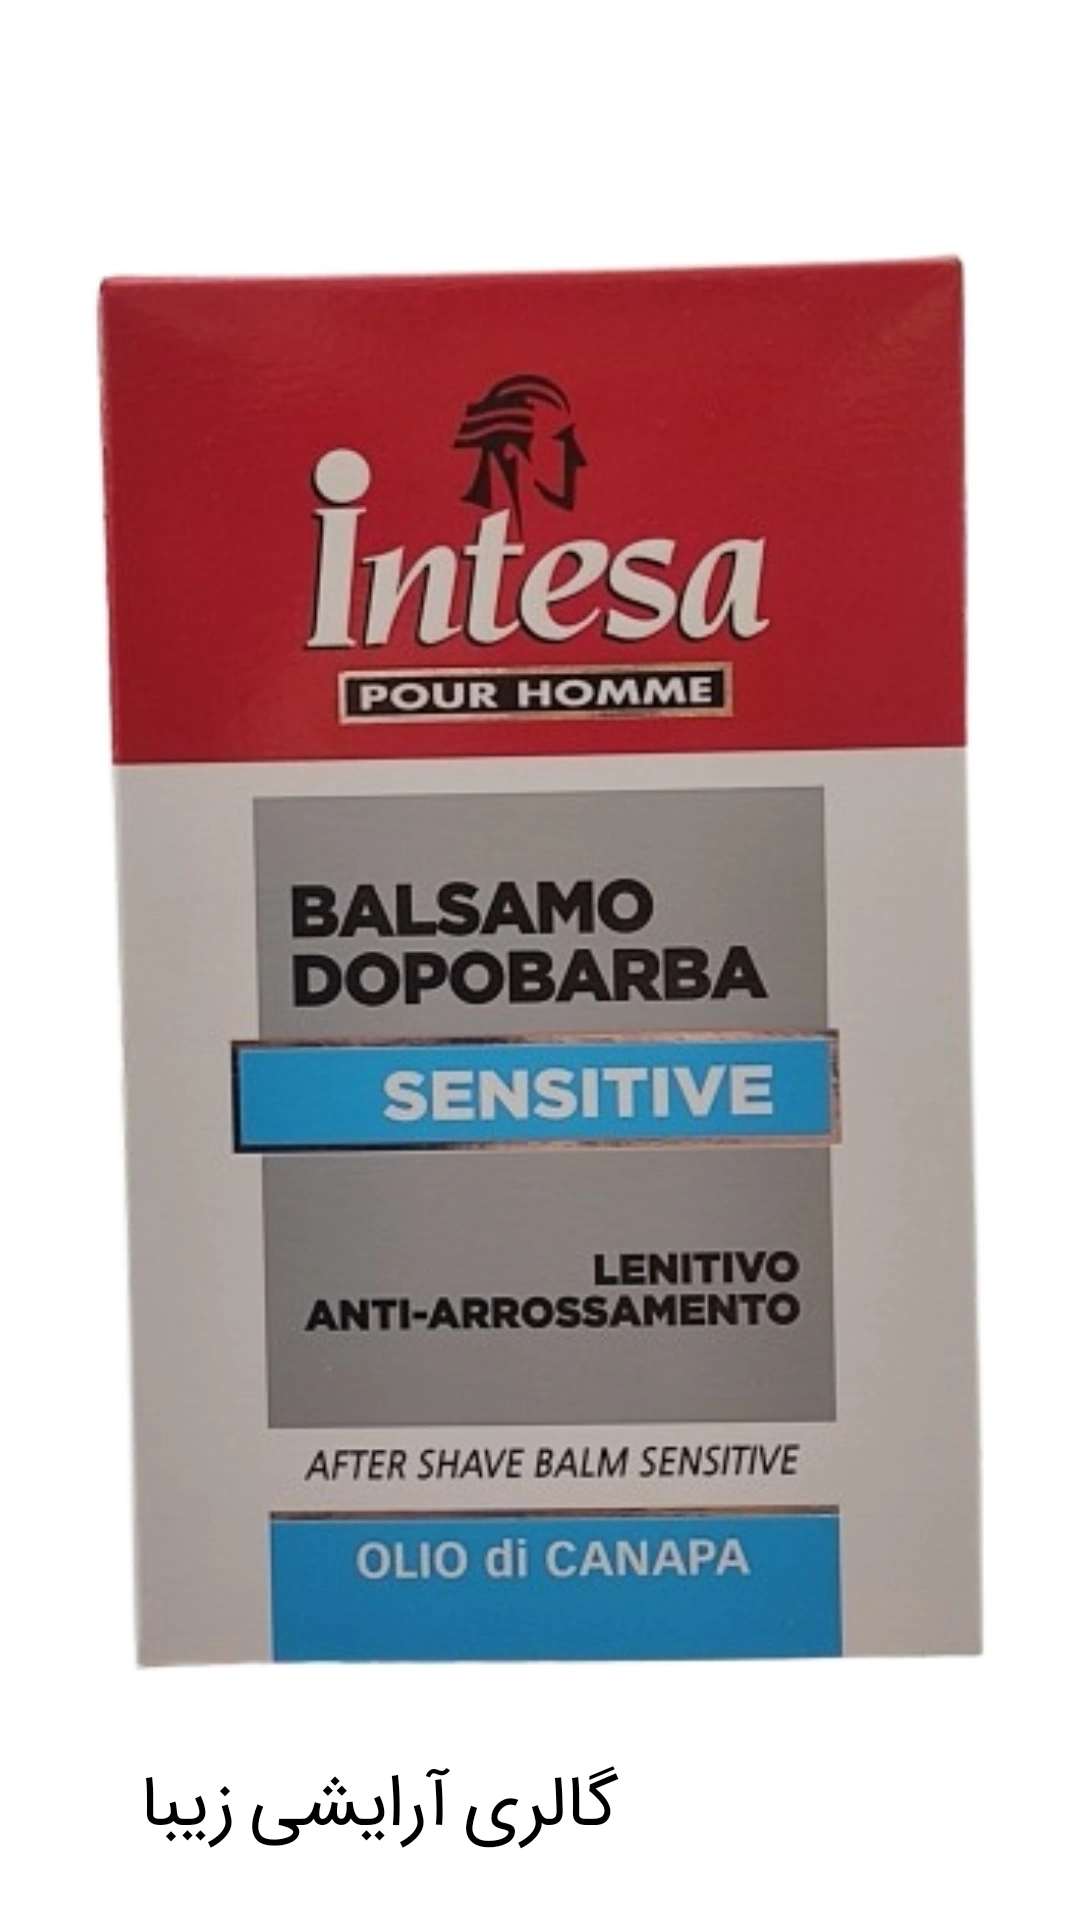 intesa
POUR HOMME
BALSAMO
DOPOBARBA
SENSITIVE
LENITIVO
ANTI-ARROSSAMENTO
AFTER SHAVE BALM SENSITIVE
OLIO di CANAPA
گالری آرایشی زیبا